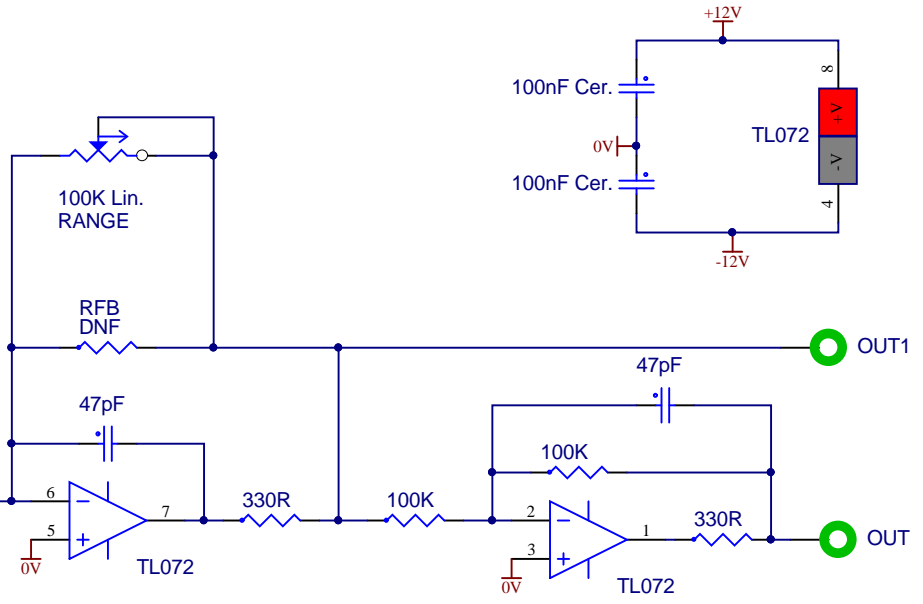 +12V
100nF Cer.
8
+V
TL072
0V
-V
100nF Cer.
4
-12V
100K Lin.
RANGE
RFB
DNF
OUT1
47pF
47pF
100K
6
7
5
330R
100K
2
1
3
330R
OUT
0V
TL072
0V
TL072